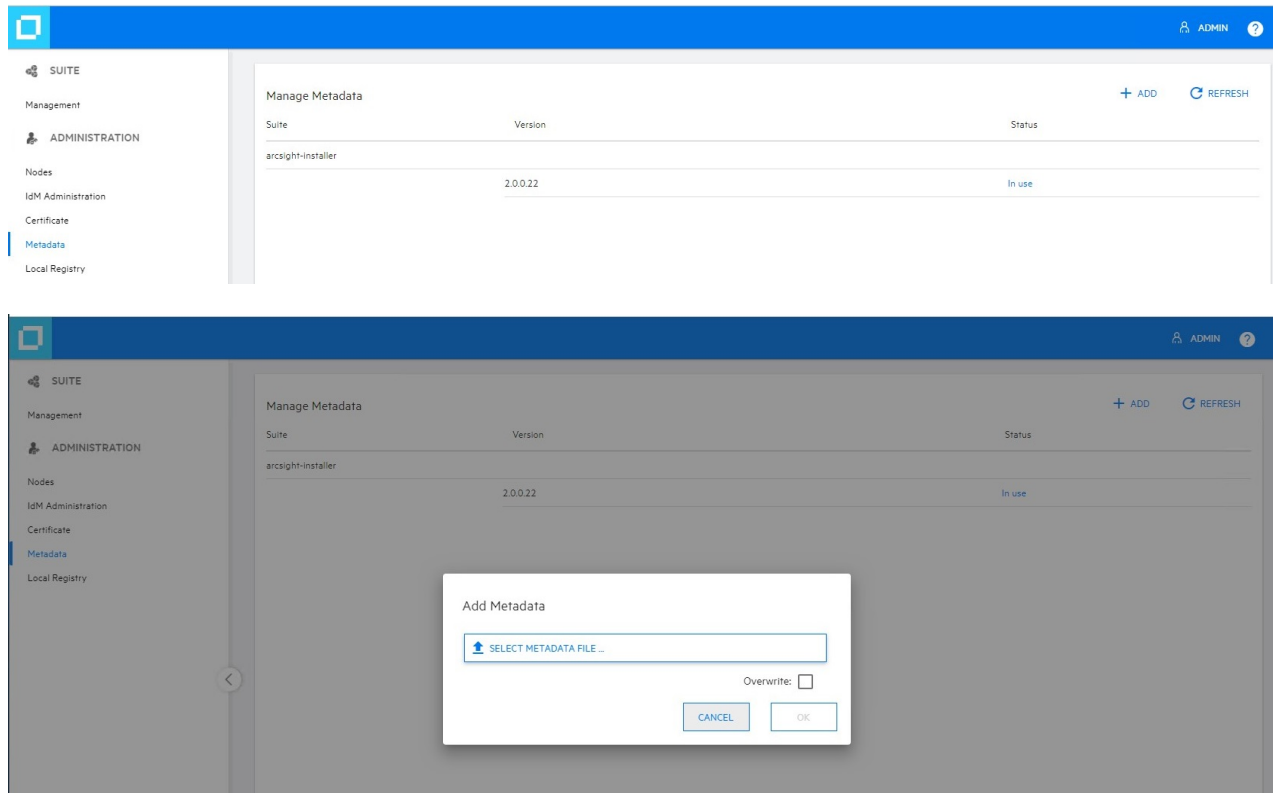 ADMIN ?
SUITE
Management
ADMINISTRATION
Nodes
IdM Administration
Certificate
Metadata
Local Registry
Manage Metadata
+ ADD REFRESH
Suite Version Status
arcsight-installer
2.0.0.22 In use
ADMIN ?
SUITE
Management
ADMINISTRATION
Nodes
IdM Administration
Certificate
Metadata
Local Registry
Manage Metadata
+ ADD REFRESH
Suite Version Status
arcsight-installer
2.0.0.22 In use
Add Metadata
SELECT METADATA FILE ...
Overwrite:
CANCEL OK